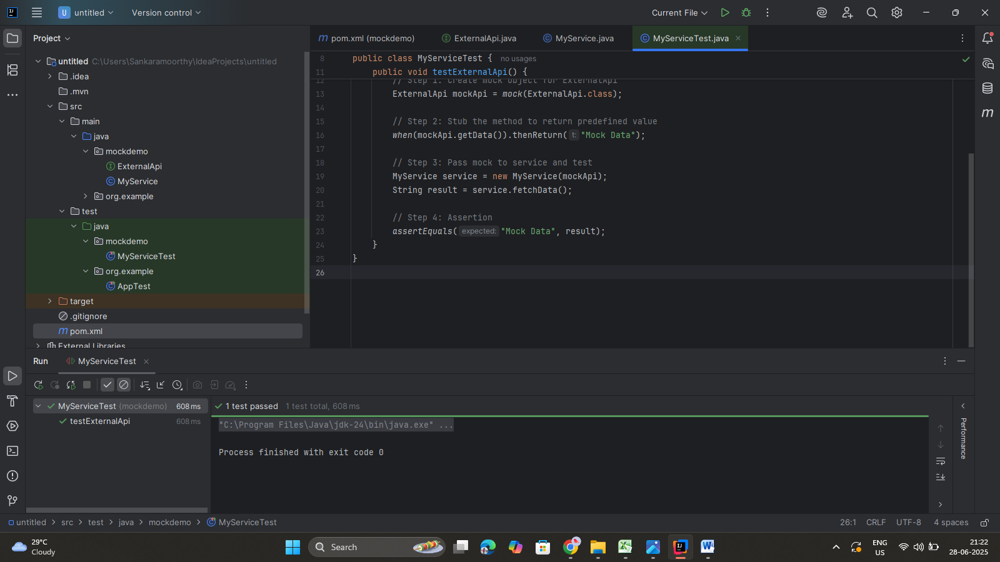 U untitled Version control Current File
Project
pom.xml (mockdemo) ExternalApi.java MyService.java MyServiceTest.java
untitled C:\Users\Sankaramoorthy\IdeaProjects\untitled
.idea
.mvn
src
main
java
mockdemo
ExternalApi
MyService
org.example
test
java
mockdemo
MyServiceTest
org.example
AppTest
target
.gitignore
pom.xml
External Libraries
8 public class MyServiceTest { no usages
11 public void testExternalApi() {
12 // Step 1: Create mock object for ExternalApi
13 ExternalApi mockApi = mock(ExternalApi.class);
14
15 // Step 2: Stub the method to return predefined value
16 when(mockApi.getData()).thenReturn( t: "Mock Data");
17
18 // Step 3: Pass mock to service and test
19 MyService service = new MyService(mockApi);
20 String result = service.fetchData();
21
22 // Step 4: Assertion
23 assertEquals( expected: "Mock Data", result);
24 }
25 }
26
Run MyServiceTest
MyServiceTest (mockdemo) 608 ms
testExternalApi 608 ms
1 test passed 1 test total, 608 ms
"C:\Program Files\Java\jdk-24\bin\java.exe" ...
Process finished with exit code 0
Performance
untitled > src > test > java > mockdemo > MyServiceTest
26:1 CRLF UTF-8 4 spaces
29°C
Cloudy
Search
ENG
US
21:22
28-06-2025